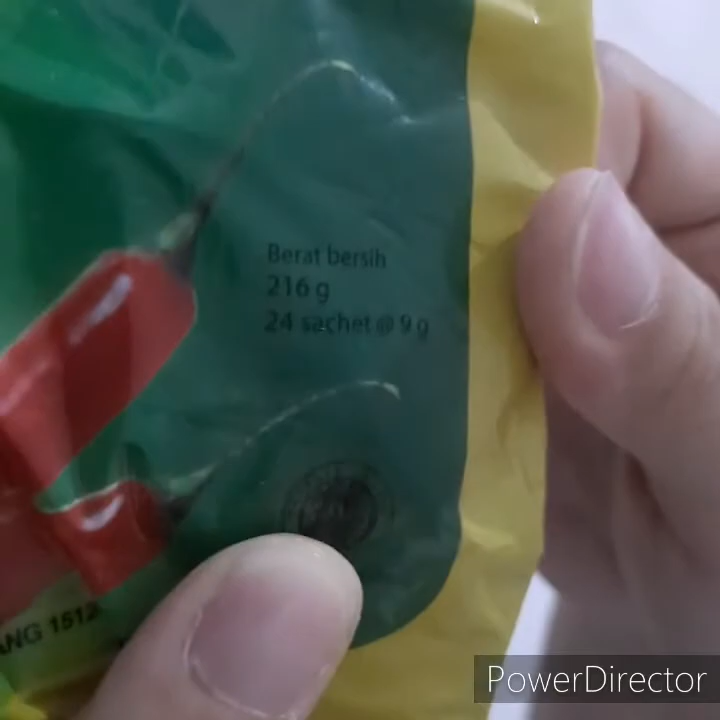 Berat bersih
216 g
24 sachet @ 9 g
ANG 1512
PowerDirector